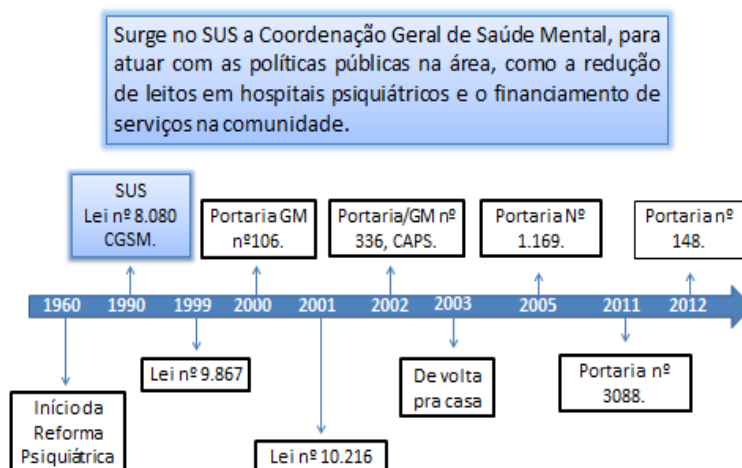 Surge no SUS a Coordenação Geral de Saúde Mental, para
atuar com as políticas públicas na área, como a redução
de leitos em hospitais psiquiátricos e o financiamento de
serviços na comunidade.
SUS
Lei nº 8.080
CGSM.
Portaria GM
nº106.
Portaria/GM nº
336, CAPS.
Portaria Nº
1.169.
Portaria nº
148.
1960 1990 1999 2000 2001 2002 2003 2005 2011 2012
Início da
Reforma
Psiquiátrica
Lei nº 9.867
Lei nº 10.216
De volta
pra casa
Portaria nº
3088.